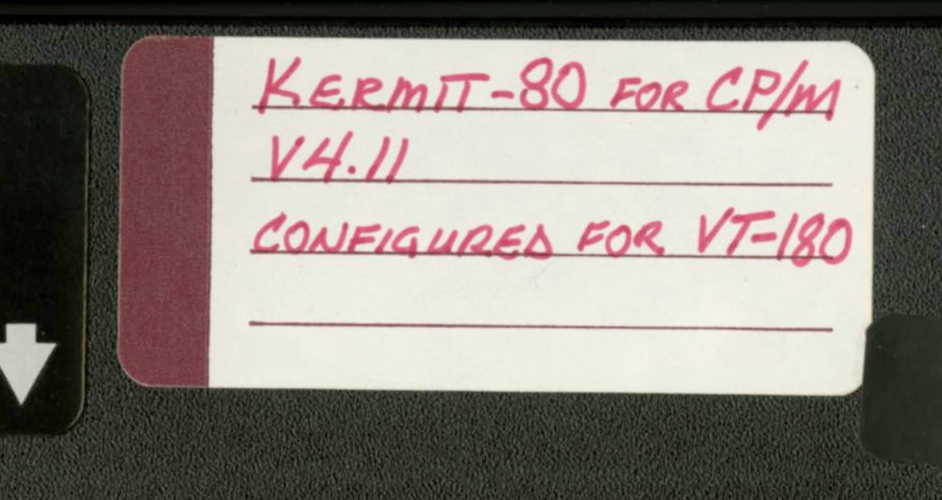 KERMIT-80 FOR CP/M
V4.11
CONFIGURED FOR VT-180